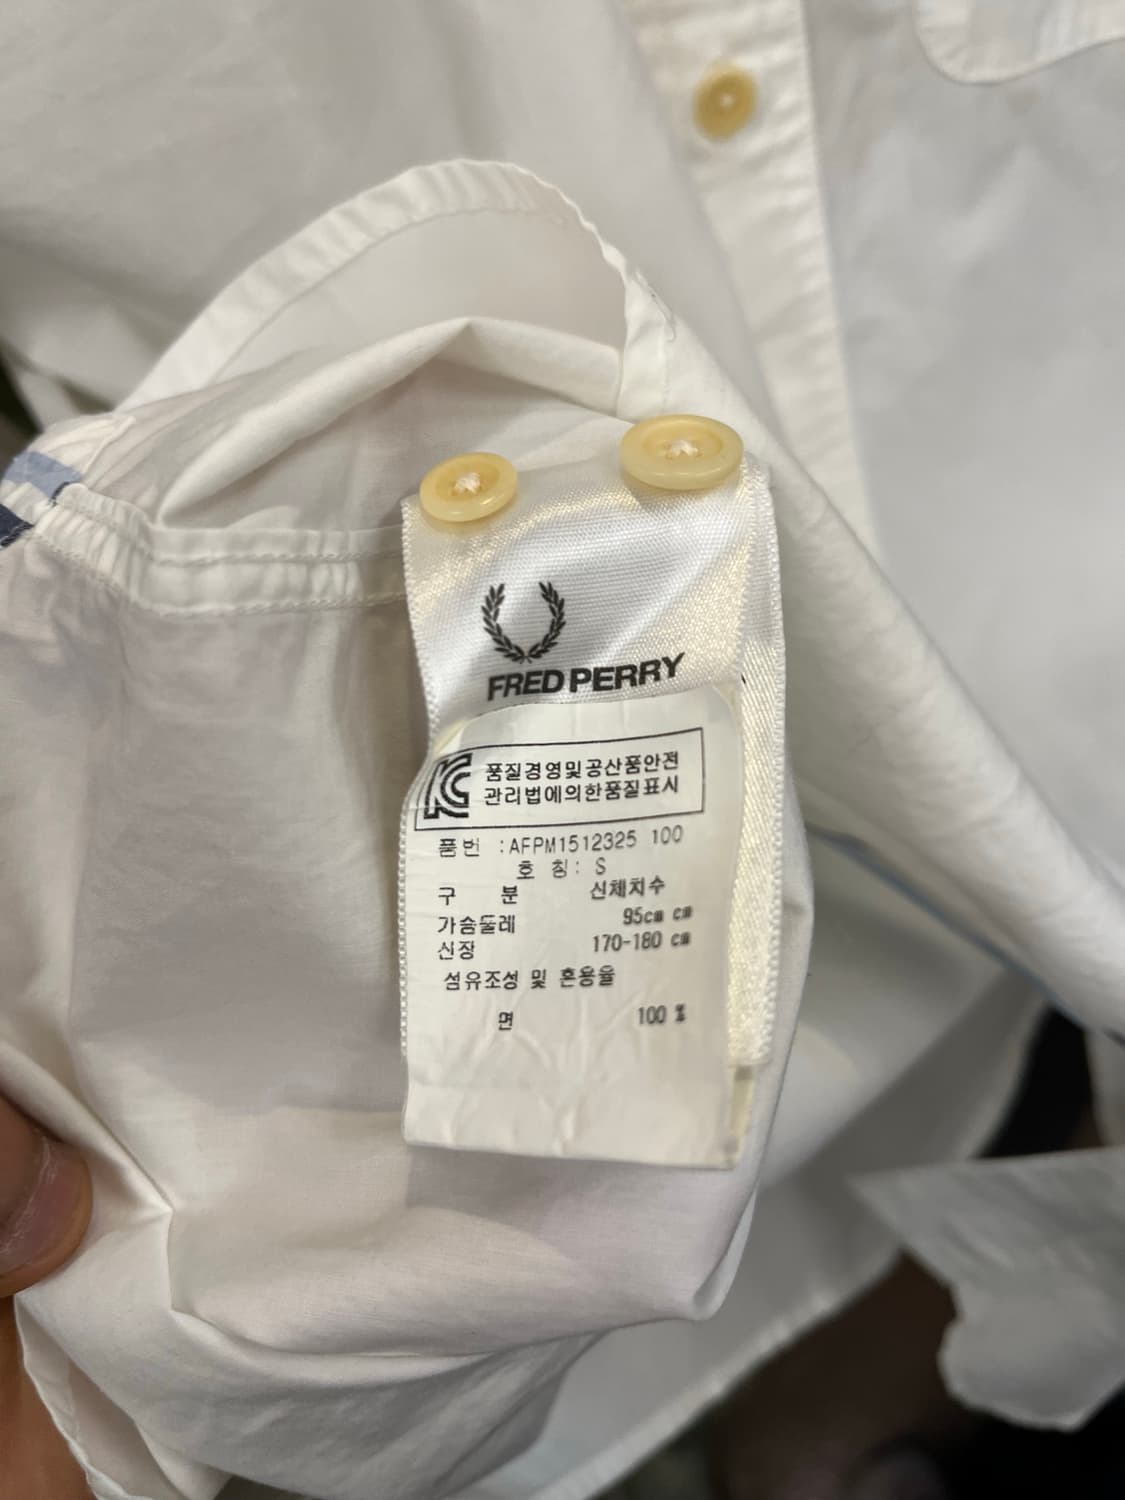 FRED PERRY
KC 품질경영및공산품안전
관리법에의한품질표시
품번 :AFPM1512325 100
호 칭: S
구 분 신체치수
가슴둘레 95cm cm
신장 170-180 cm
섬유조성 및 혼용율
면 100 %